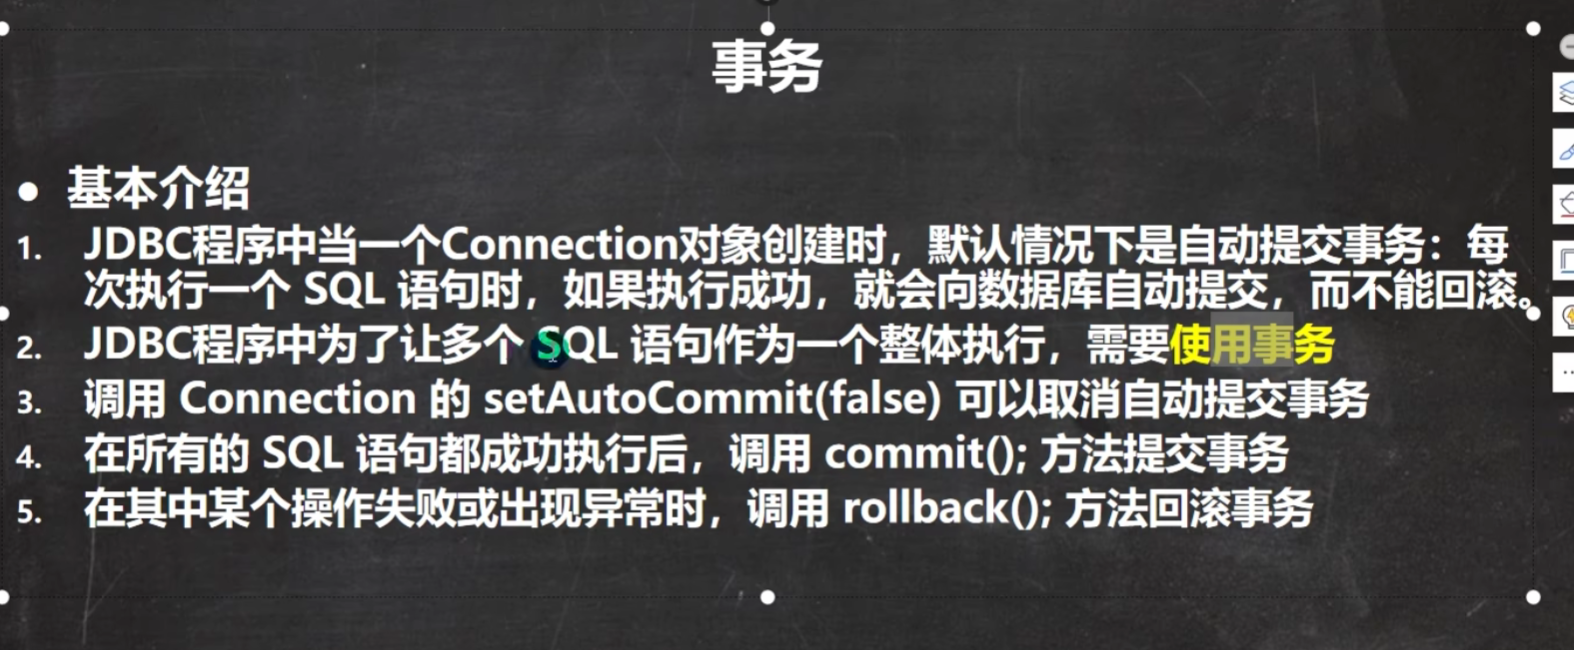 事务
● 基本介绍
1. JDBC程序中当一个Connection对象创建时，默认情况下是自动提交事务：每
次执行一个 SQL 语句时，如果执行成功，就会向数据库自动提交，而不能回滚。
2. JDBC程序中为了让多个 SQL 语句作为一个整体执行，需要使用事务
3. 调用 Connection 的 setAutoCommit(false) 可以取消自动提交事务
4. 在所有的 SQL 语句都成功执行后，调用 commit(); 方法提交事务
5. 在其中某个操作失败或出现异常时，调用 rollback(); 方法回滚事务